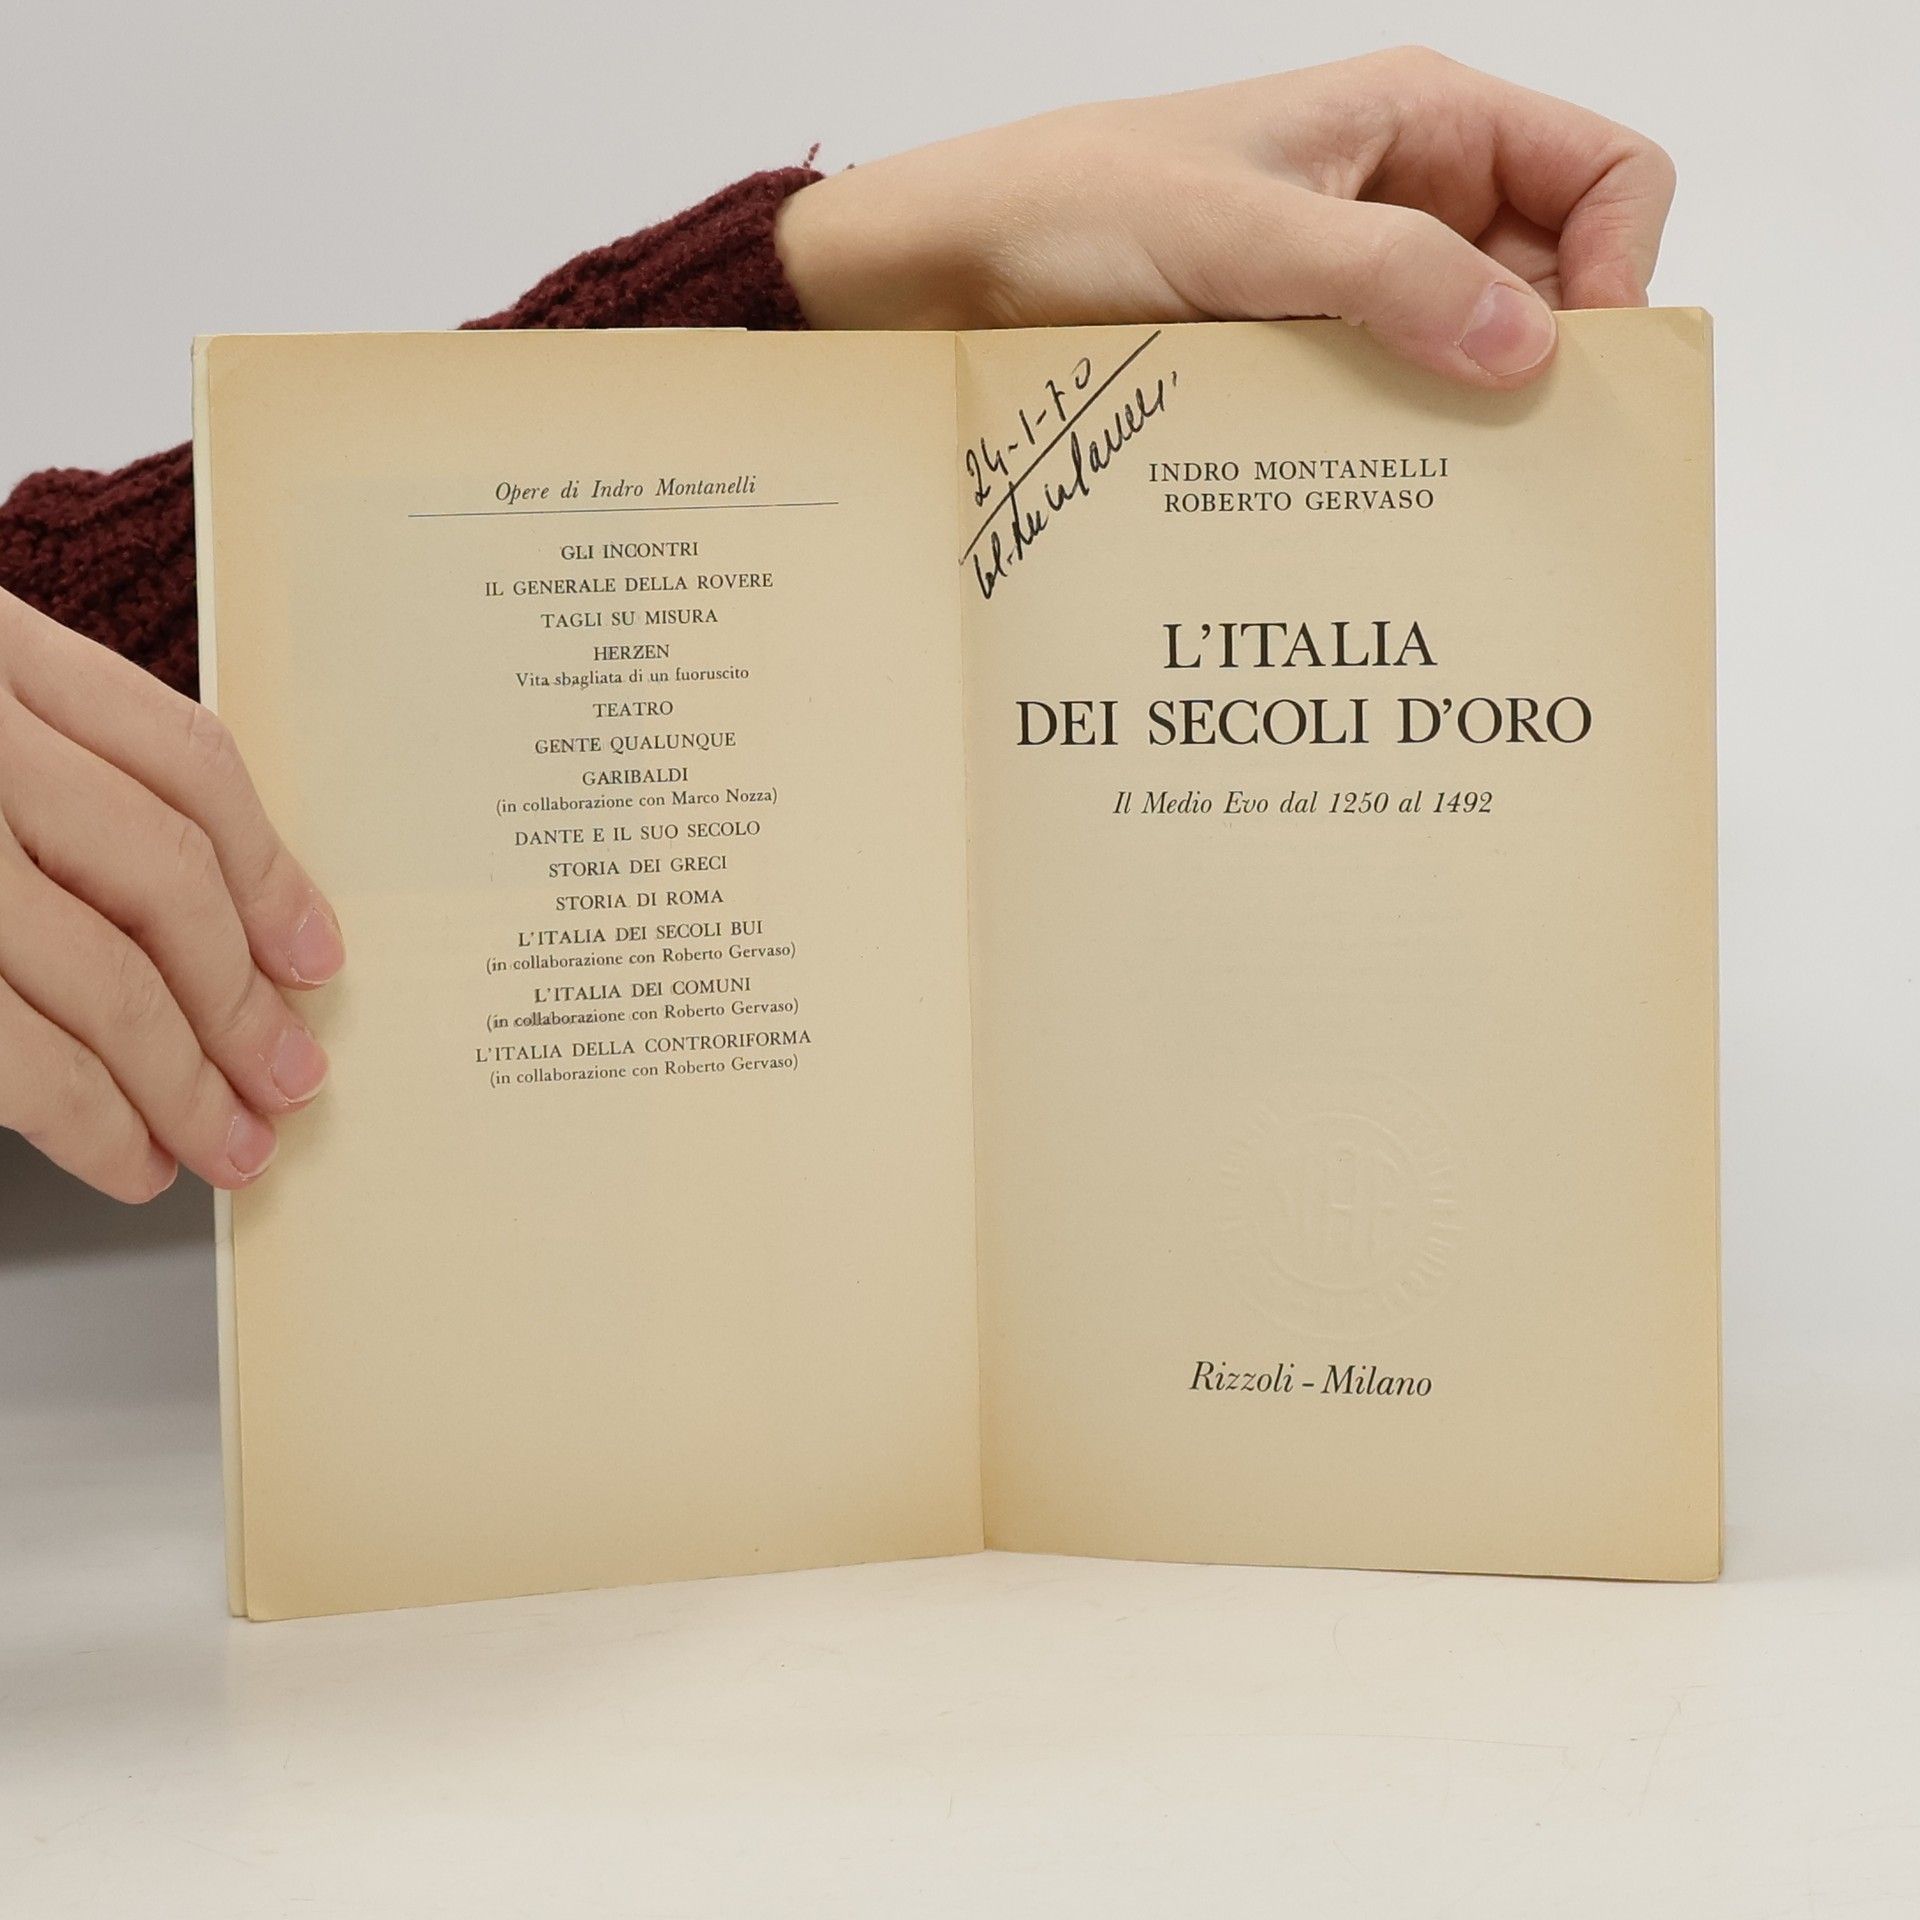 Opere di Indro Montanelli
GLI INCONTRI
IL GENERALE DELLA ROVERE
TAGLI SU MISURA
HERZEN
Vita sbagliata di un fuoruscito
TEATRO
GENTE QUALUNQUE
GARIBALDI
(in collaborazione con Marco Nozza)
DANTE E IL SUO SECOLO
STORIA DEI GRECI
STORIA DI ROMA
L'ITALIA DEI SECOLI BUI
(in collaborazione con Roberto Gervaso)
L'ITALIA DEI COMUNI
(in collaborazione con Roberto Gervaso)
L'ITALIA DELLA CONTRORIFORMA
(in collaborazione con Roberto Gervaso)
24-1-70
INDRO MONTANELLI
ROBERTO GERVASO
L'ITALIA
DEI SECOLI D'ORO
Il Medio Evo dal 1250 al 1492
Rizzoli - Milano